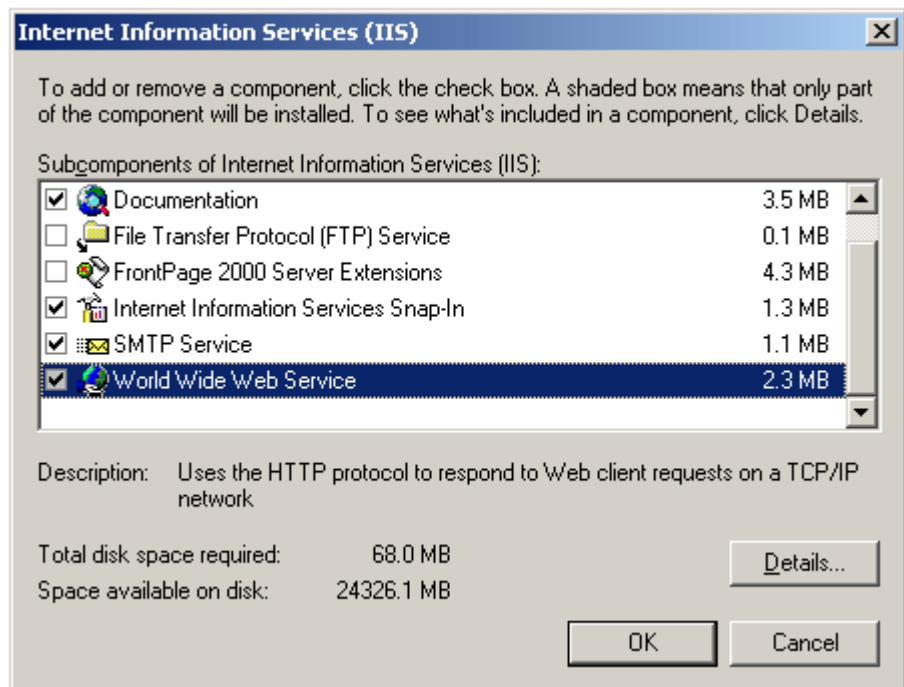 Internet Information Services (IIS)
To add or remove a component, click the check box. A shaded box means that only part
of the component will be installed. To see what's included in a component, click Details.
Subcomponents of Internet Information Services (IIS):
Documentation 3.5 MB
File Transfer Protocol (FTP) Service 0.1 MB
FrontPage 2000 Server Extensions 4.3 MB
Internet Information Services Snap-In 1.3 MB
SMTP Service 1.1 MB
World Wide Web Service 2.3 MB
Description: Uses the HTTP protocol to respond to Web client requests on a TCP/IP
network
Total disk space required: 68.0 MB
Space available on disk: 24326.1 MB
Details...
OK Cancel